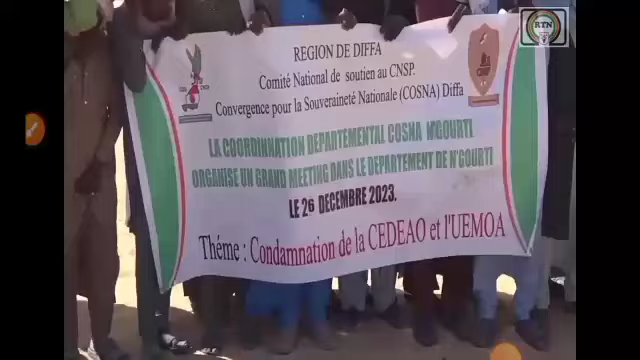 RTN
REGION DE DIFFA
Comité National de soutien au CNSP.
Convergence pour la Souveraineté Nationale (COSNA) Diffa
LA COORDINNATION DEPARTEMENTAL COSNA N'GOURTI
ORGANISE UN GRAND MEETING DANS LE DEPARTEMENT DE N'GOURTI
LE 26 DECEMBRE 2023.
Théme : Condamnation de la CEDEAO et l'UEMOA